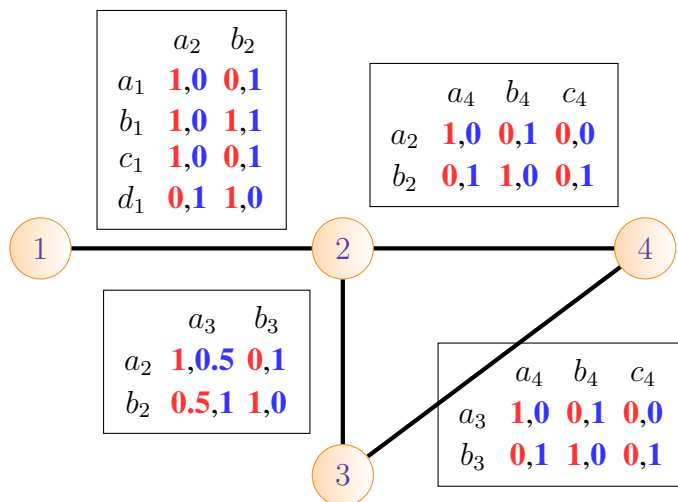 a₂ b₂
a₁ 1,0 0,1
b₁ 1,0 1,1
c₁ 1,0 0,1
d₁ 0,1 1,0
a₄ b₄ c₄
a₂ 1,0 0,1 0,0
b₂ 0,1 1,0 0,1
1
2
4
a₃ b₃
a₂ 1,0.5 0,1
b₂ 0.5,1 1,0
a₄ b₄ c₄
a₃ 1,0 0,1 0,0
b₃ 0,1 1,0 0,1
3